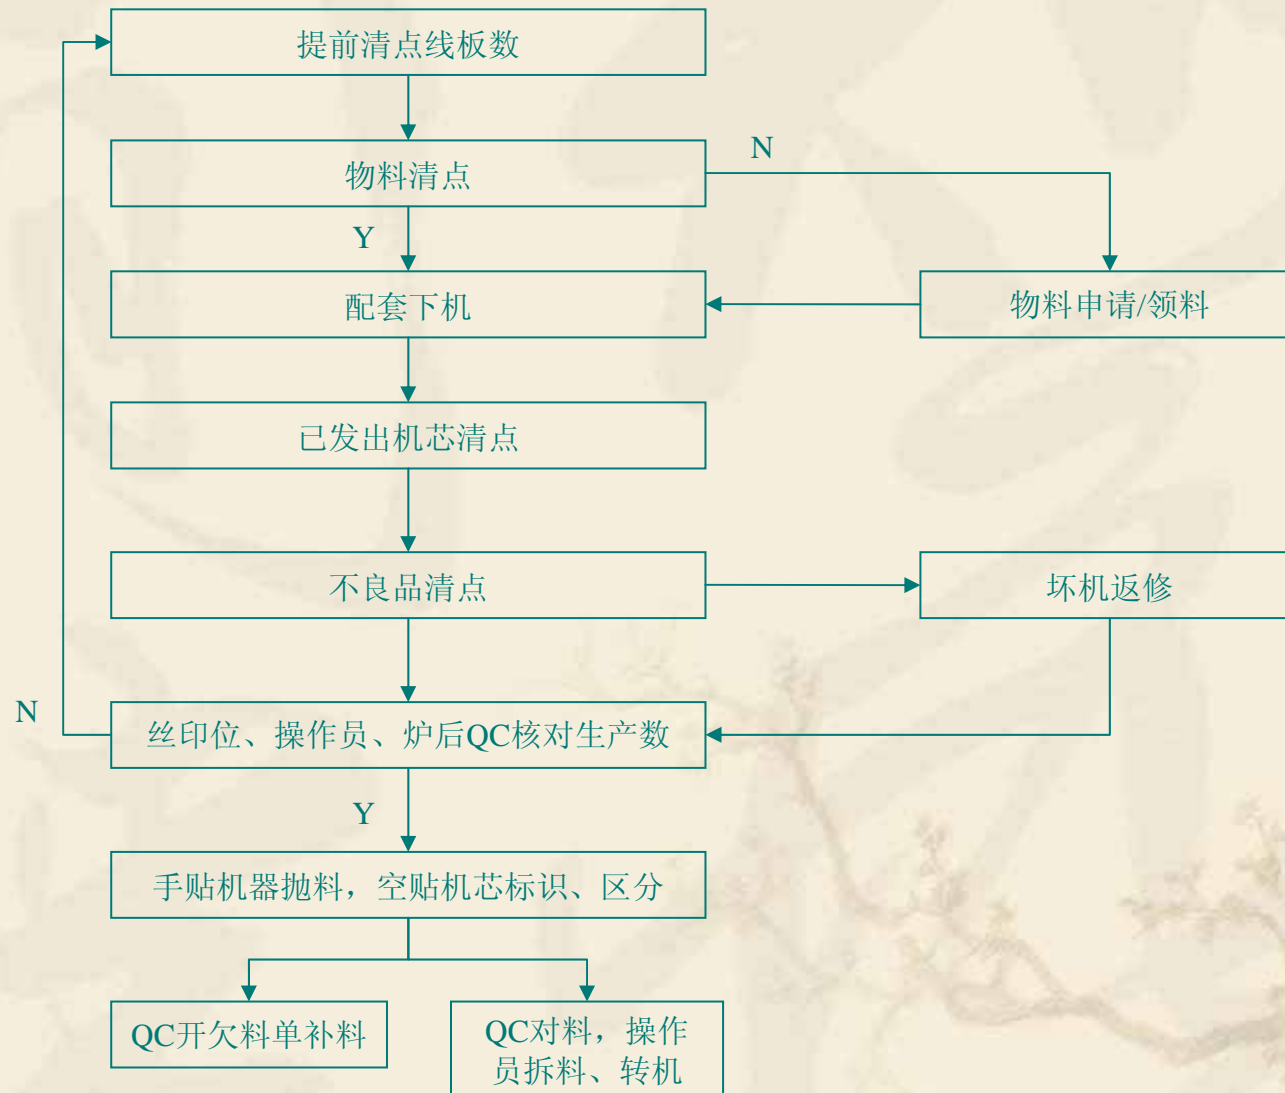 提前清点线板数
物料清点
N
Y
配套下机
物料申请/领料
已发出机芯清点
不良品清点
坏机返修
N
丝印位、操作员、炉后QC核对生产数
Y
手贴机器抛料，空贴机芯标识、区分
QC开欠料单补料
QC对料，操作
员拆料、转机